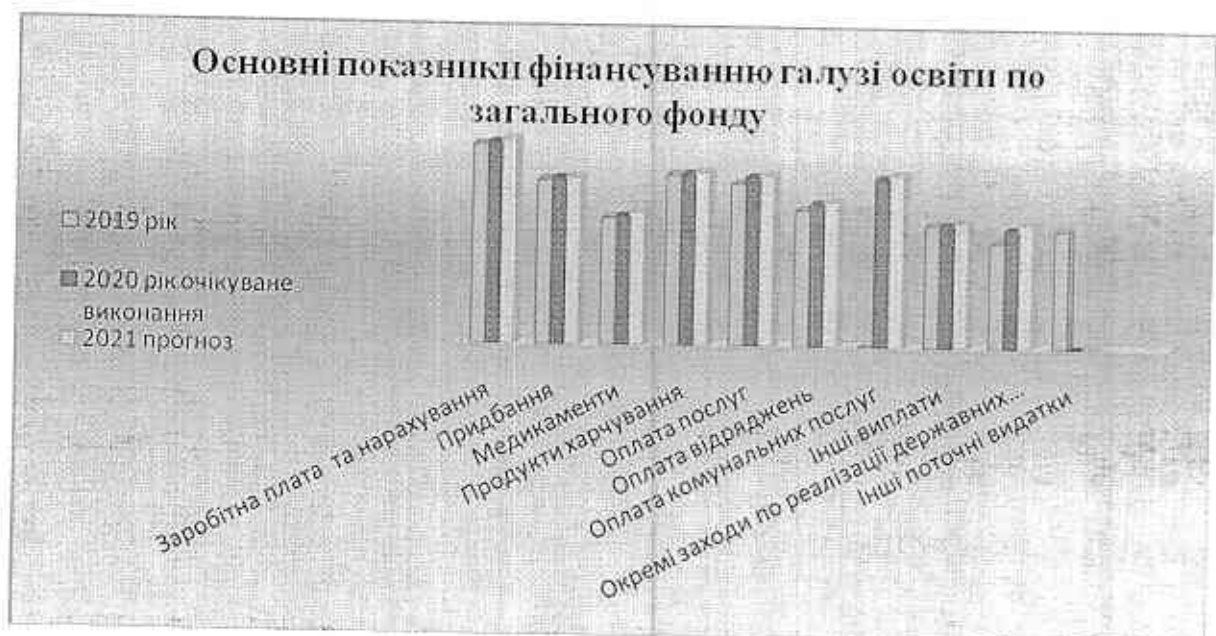 Основні показники фінансуванню галузі освіти по
загального фонду
2019 рік
2020 рік очікуване
виконання
2021 прогноз
Заробітна плата та нарахування
Придбання
Медикаменти
Продукти харчування
Оплата послуг
Оплата відряджень
Оплата комунальних послуг
Інші виплати
Окремі заходи по реалізації державних...
Інші поточні видатки